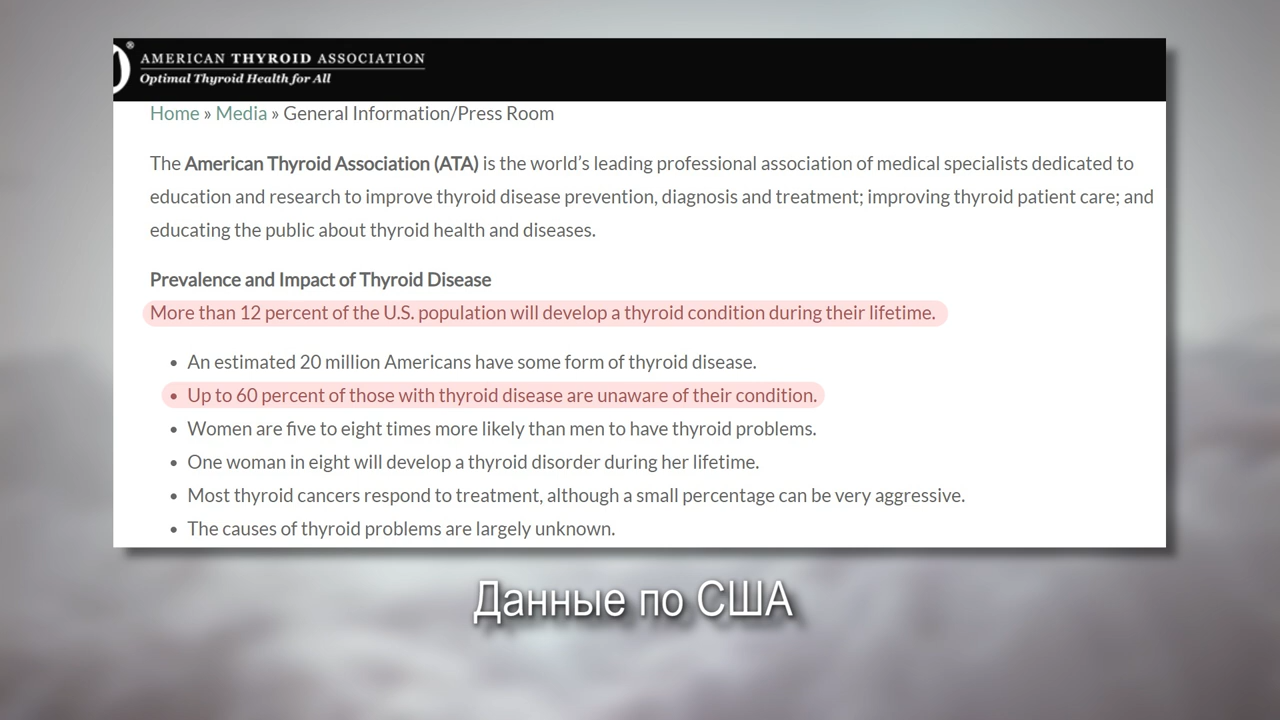 AMERICAN THYROID ASSOCIATION
Optimal Thyroid Health for All
Home » Media » General Information/Press Room
The American Thyroid Association (ATA) is the world’s leading professional association of medical specialists dedicated to
education and research to improve thyroid disease prevention, diagnosis and treatment; improving thyroid patient care; and
educating the public about thyroid health and diseases.
Prevalence and Impact of Thyroid Disease
More than 12 percent of the U.S. population will develop a thyroid condition during their lifetime.
• An estimated 20 million Americans have some form of thyroid disease.
• Up to 60 percent of those with thyroid disease are unaware of their condition.
• Women are five to eight times more likely than men to have thyroid problems.
• One woman in eight will develop a thyroid disorder during her lifetime.
• Most thyroid cancers respond to treatment, although a small percentage can be very aggressive.
• The causes of thyroid problems are largely unknown.
Данные по США